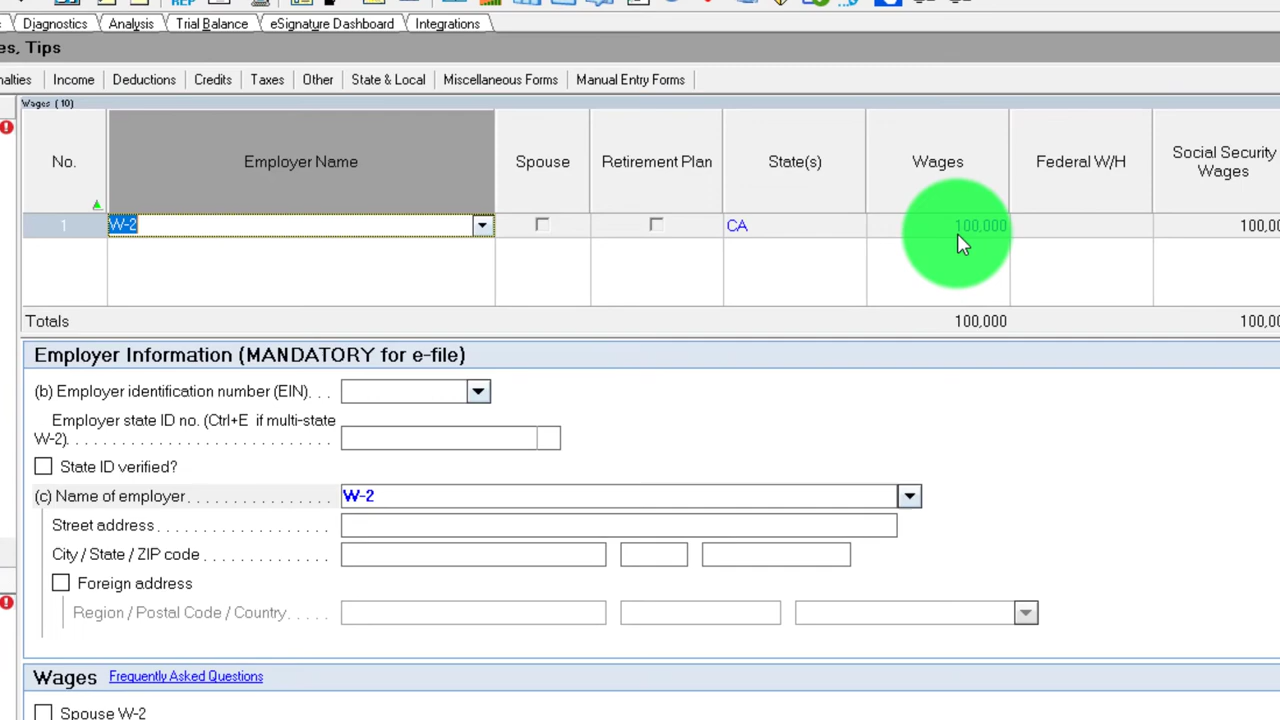 Diagnostics Analysis Trial Balance eSignature Dashboard Integrations
es, Tips
nalties Income Deductions Credits Taxes Other State & Local Miscellaneous Forms Manual Entry Forms
Wages (10)
No. Employer Name Spouse Retirement Plan State(s) Wages Federal W/H Social Security Wages
1 W-2 CA 100,000 100,00
Totals 100,000 100,00
Employer Information (MANDATORY for e-file)
(b) Employer identification number (EIN). . .
Employer state ID no. (Ctrl+E if multi-state
W-2). . . . . . . . . . . . . . . . . . . . . . . . . . . . . . .
State ID verified?
(c) Name of employer . . . . . . . . . . . . . . . . . W-2
Street address . . . . . . . . . . . . . . . . . . . .
City / State / ZIP code . . . . . . . . . . . . . .
Foreign address
Region / Postal Code / Country. . . . .
Wages Frequently Asked Questions
Spouse W-2